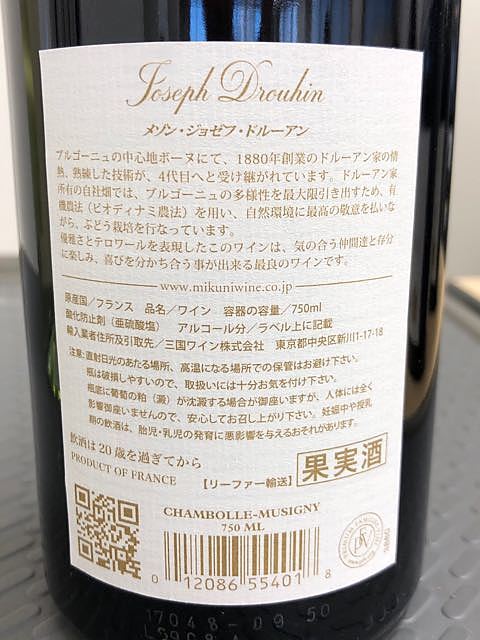 Joseph Drouhin
メゾン・ジョゼフ・ドルーアン
ブルゴーニュの中心地ボーヌにて、1880年創業のドルーアン家の情
熱、熟練した技術が、4代目へと受け継がれています。ドルーアン家
所有の自社畑では、ブルゴーニュの多様性を最大限引き出すため、有
機農法（ビオディナミ農法）を用い、自然環境に最高の敬意を払いな
がら、ぶどう栽培を行なっています。
優雅さとテロワールを表現したこのワインは、気の合う仲間達と存分
に楽しみ、喜びを分かち合う事が出来る最良のワインです。
www.mikuniwine.co.jp
原産国／フランス 品名／ワイン 容器の容量／750ml
酸化防止剤（亜硫酸塩） アルコール分／ラベル上に記載
輸入業者住所及引取先／三国ワイン株式会社 東京都中央区新川1-17-18
注意：直射日光のあたる場所、高温になる場所での保管はお避け下さい。
瓶は破損しやすいので、取扱いには十分お気を付け下さい。
瓶底に葡萄の粕（澱）が沈澱する場合が御座いますが、人体には全く
影響御座いませんので、安心してお召し上がり下さい。妊娠中や授乳
期の飲酒は、胎児・乳児の発育に悪影響を与えるおそれがあります。
飲酒は20歳を過ぎてから
PRODUCT OF FRANCE
【リーファー輸送】
果実酒
CHAMBOLLE-MUSIGNY
750 ML
0 12086 55401 8
17048-09 50